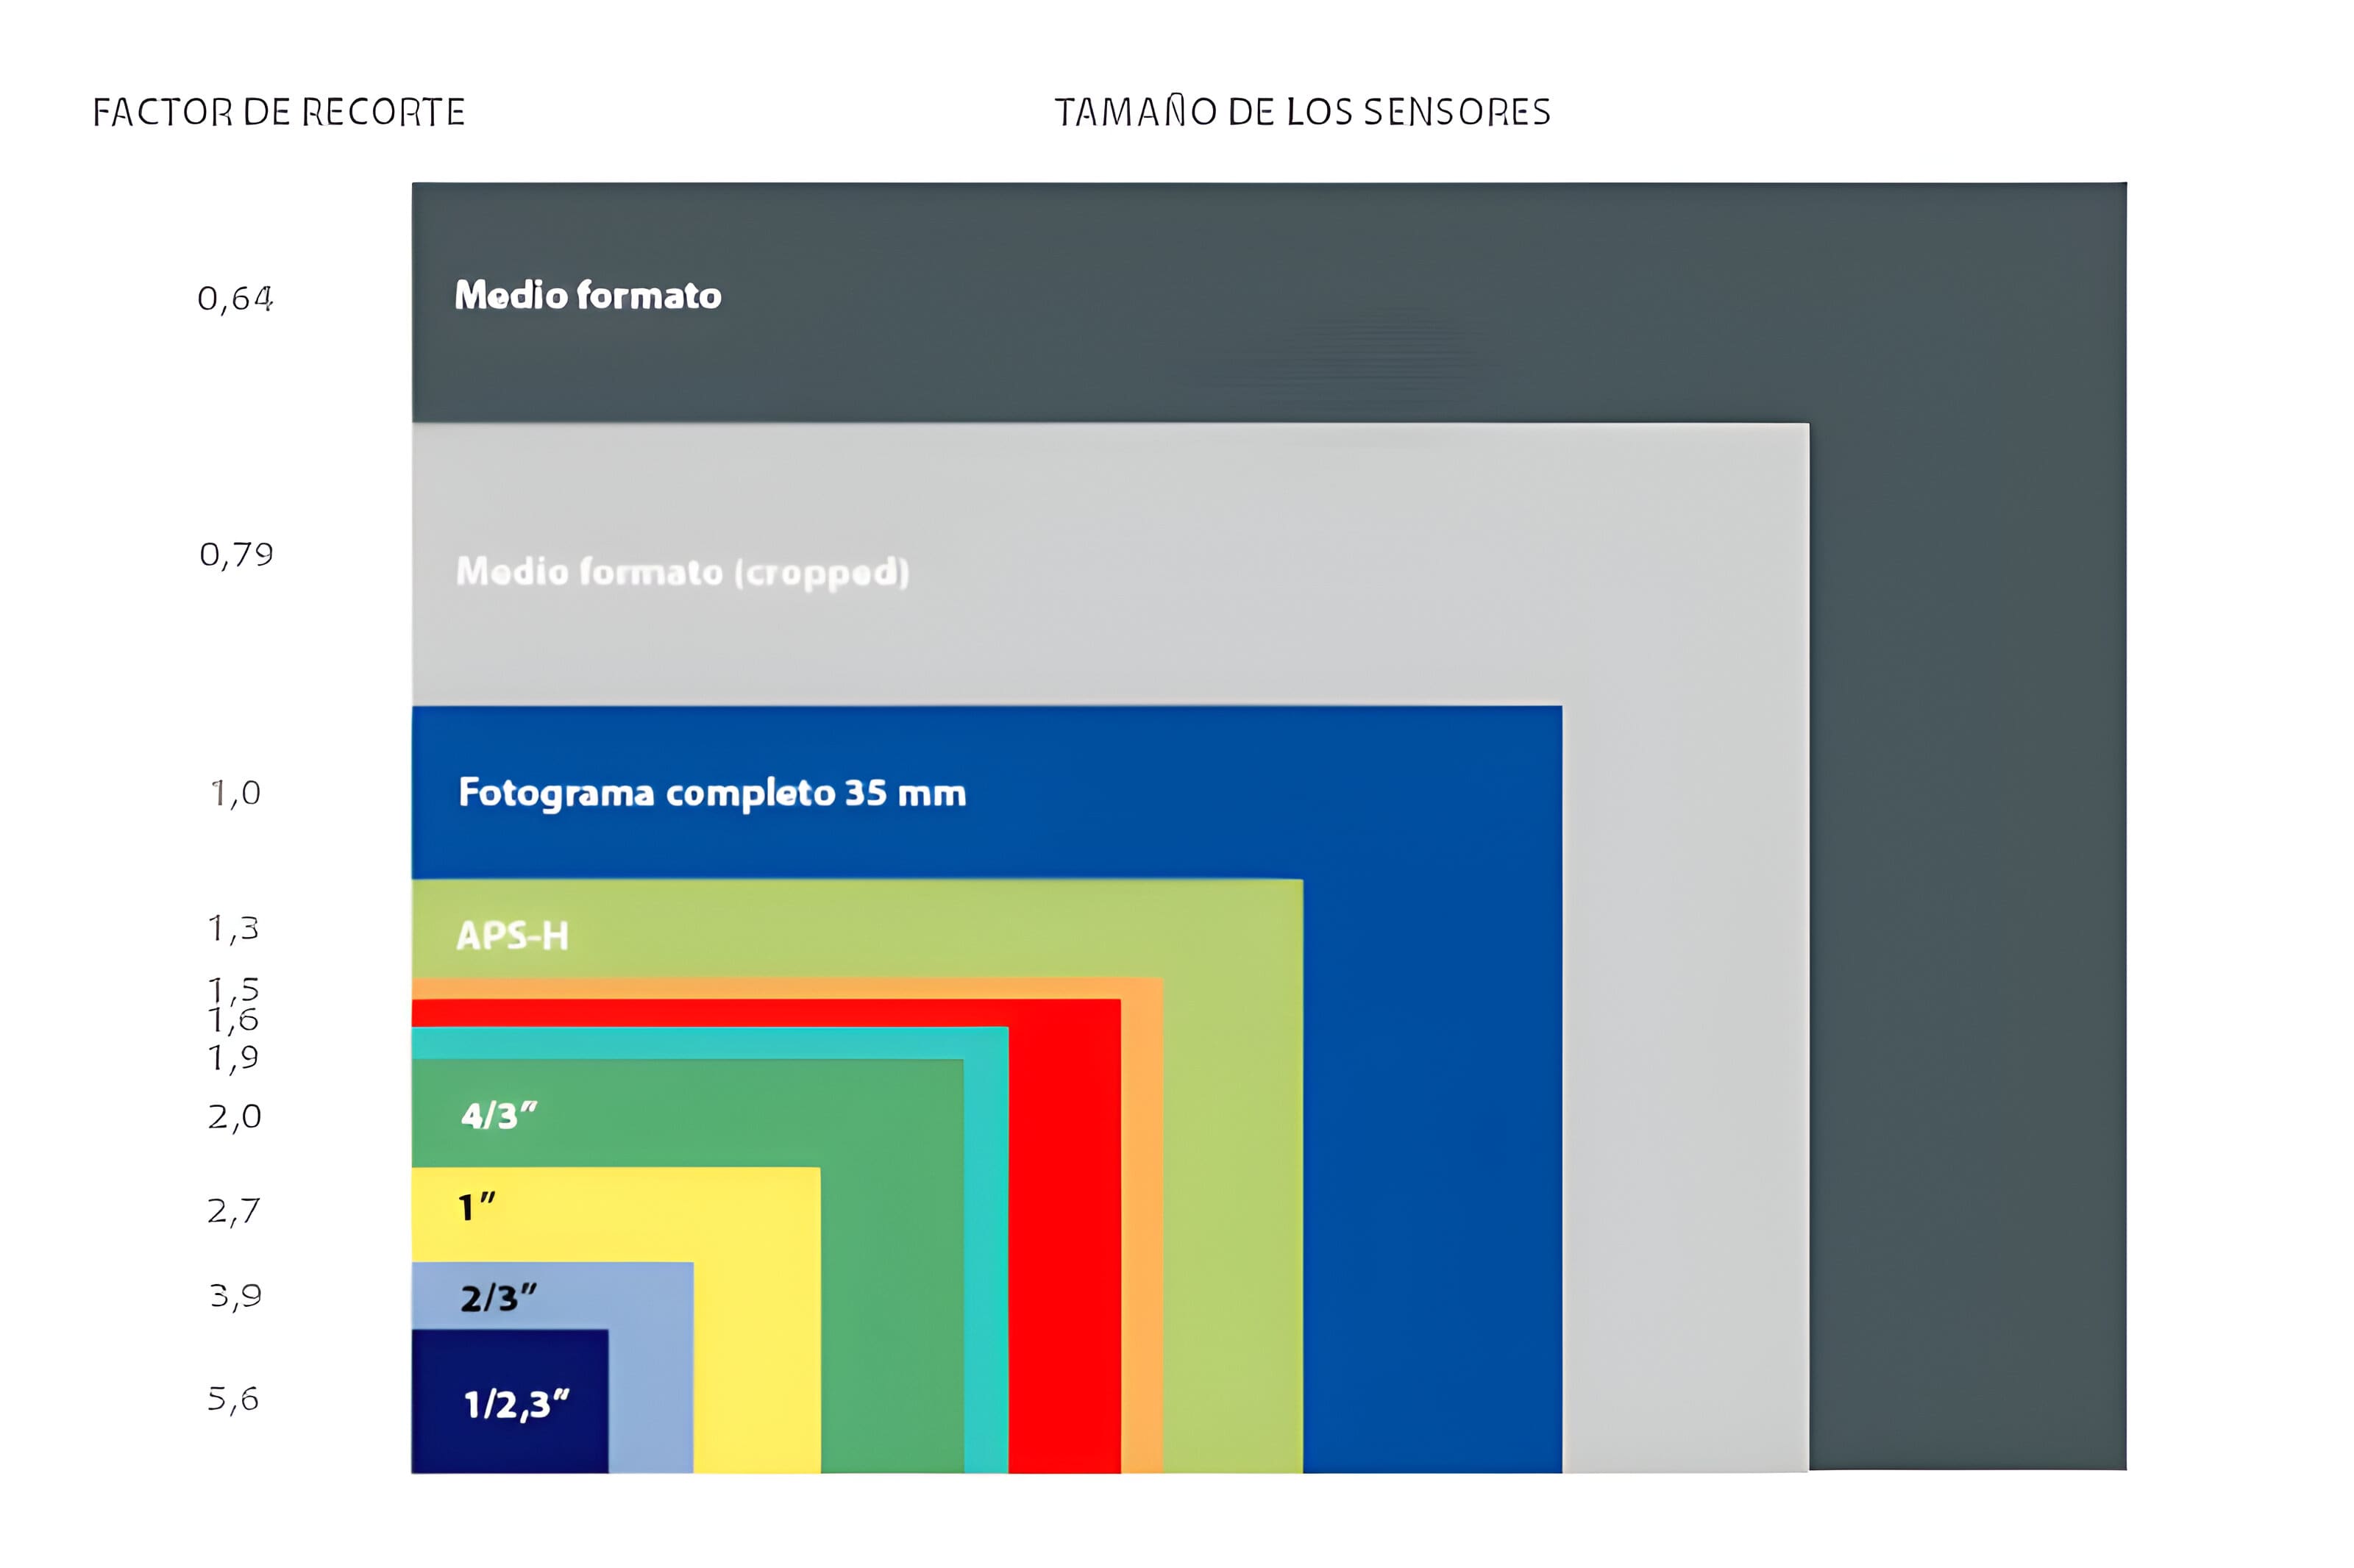 FACTOR DE RECORTE
TAMAÑO DE LOS SENSORES
0,64
Medio formato
0,79
Medio formato (cropped)
1,0
Fotograma completo 35 mm
1,3
APS-H
1,5
1,6
1,9
2,0
4/3"
2,7
1"
3,9
2/3"
5,6
1/2,3"